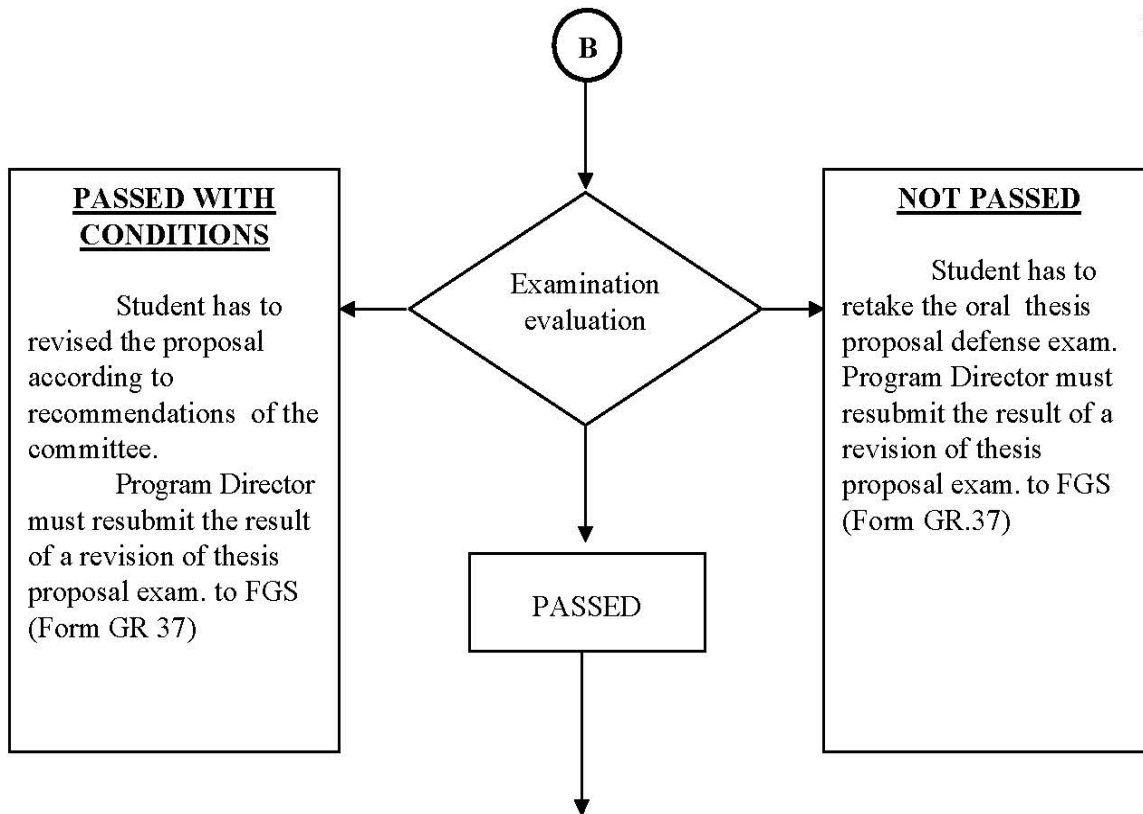 B
PASSED WITH
CONDITIONS
Student has to
revised the proposal
according to
recommendations of the
committee.
Program Director
must resubmit the result
of a revision of thesis
proposal exam. to FGS
(Form GR 37)
Examination
evaluation
PASSED
NOT PASSED
Student has to
retake the oral thesis
proposal defense exam.
Program Director must
resubmit the result of a
revision of thesis
proposal exam. to FGS
(Form GR.37)